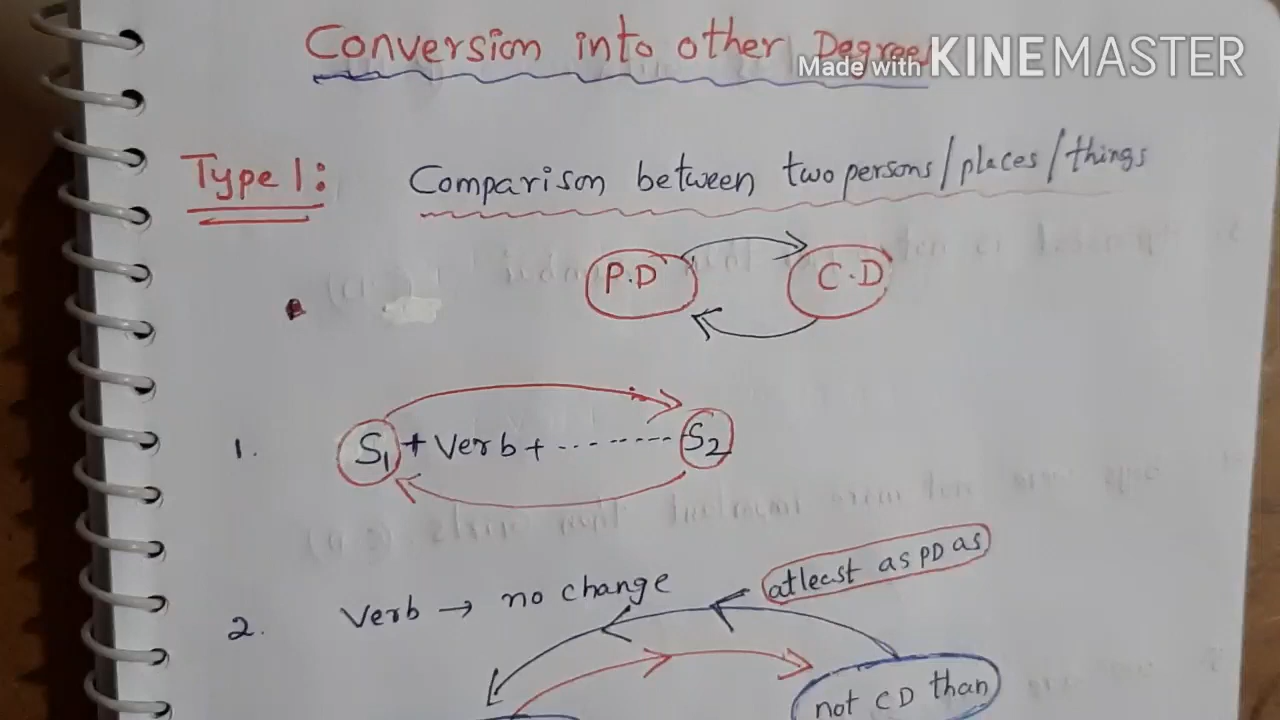 Conversion into other Degrees
Made with KINEMASTER
Type 1: Comparison between two persons/places/things
P.D C.D
1. S1 + Verb + -------- S2
2. Verb → no change
atleast as PD as
not CD than